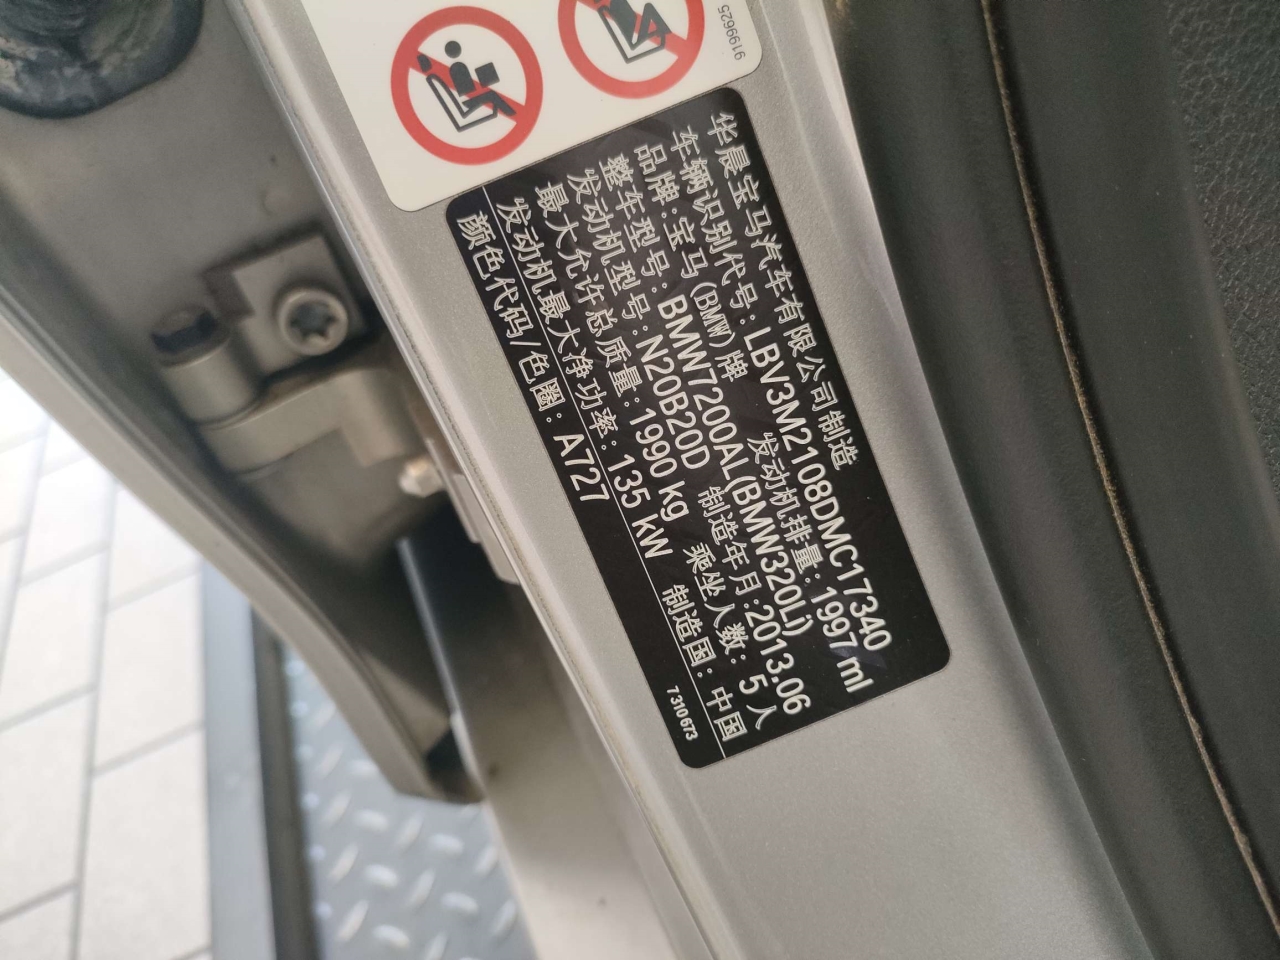 9199625
华晨宝马汽车有限公司制造
车辆识别代号: LBV3M2108DMC17340
品牌:宝马(BMW)牌 发动机排量:1997 ml
整车型号: BMW7200AL(BMW320Li)
发动机型号:N20B20D 制造年月:2013.06
最大允许总质量:1990 kg 乘坐人数: 5人
发动机最大净功率:135 kW 制造国: 中国
颜色代码/色圈: A727 7310673